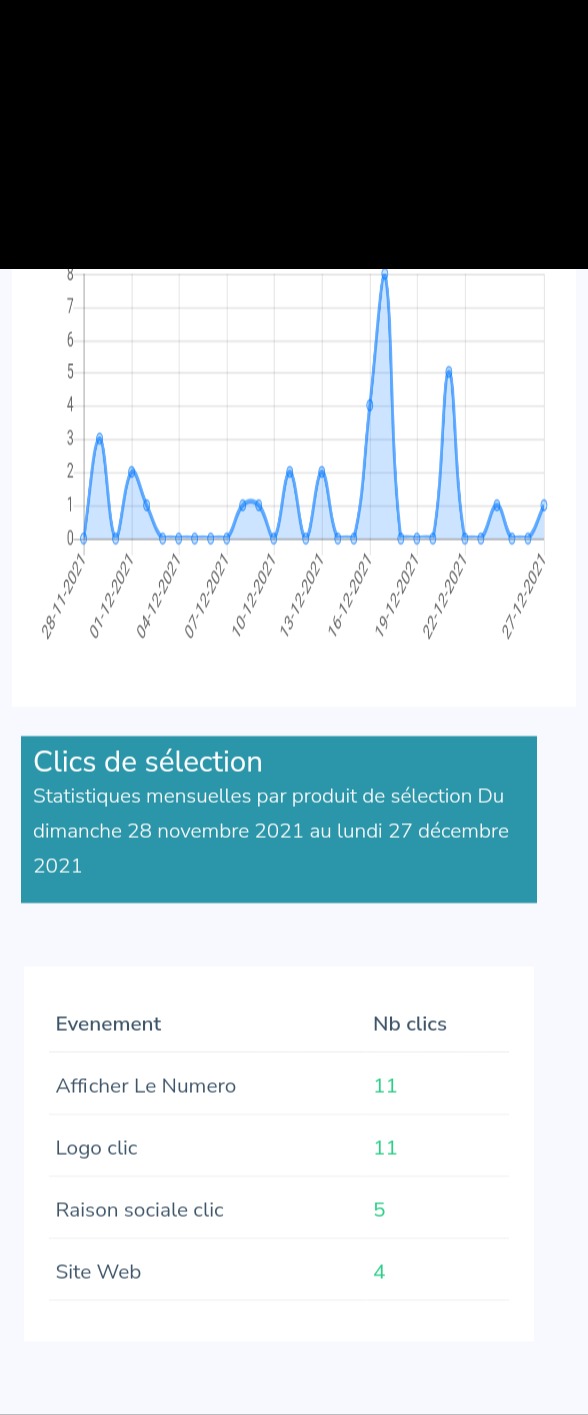 8
7
6
5
4
3
2
1
0
28-11-2021 01-12-2021 04-12-2021 07-12-2021 10-12-2021 13-12-2021 16-12-2021 19-12-2021 22-12-2021 27-12-2021
Clics de sélection
Statistiques mensuelles par produit de sélection Du
dimanche 28 novembre 2021 au lundi 27 décembre
2021
Evenement Nb clics
Afficher Le Numero 11
Logo clic 11
Raison sociale clic 5
Site Web 4